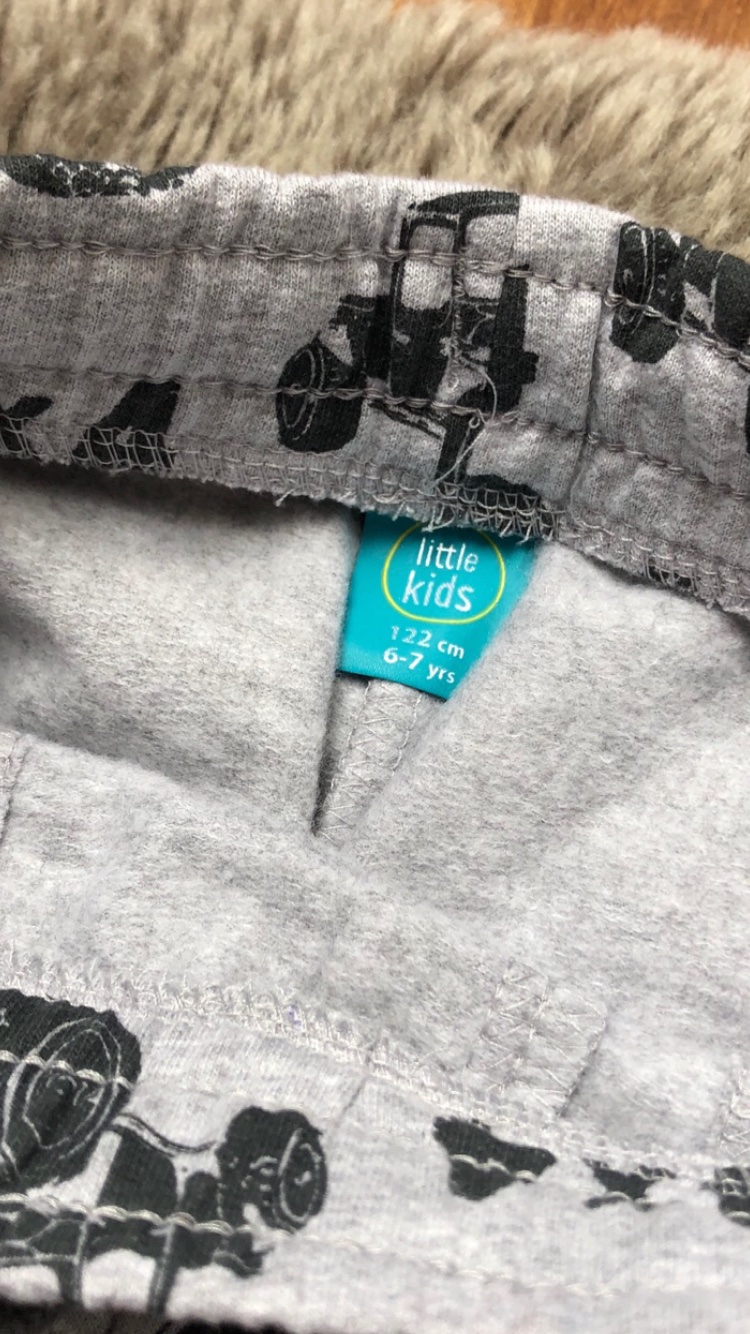 little
kids
122 cm
6-7 yrs